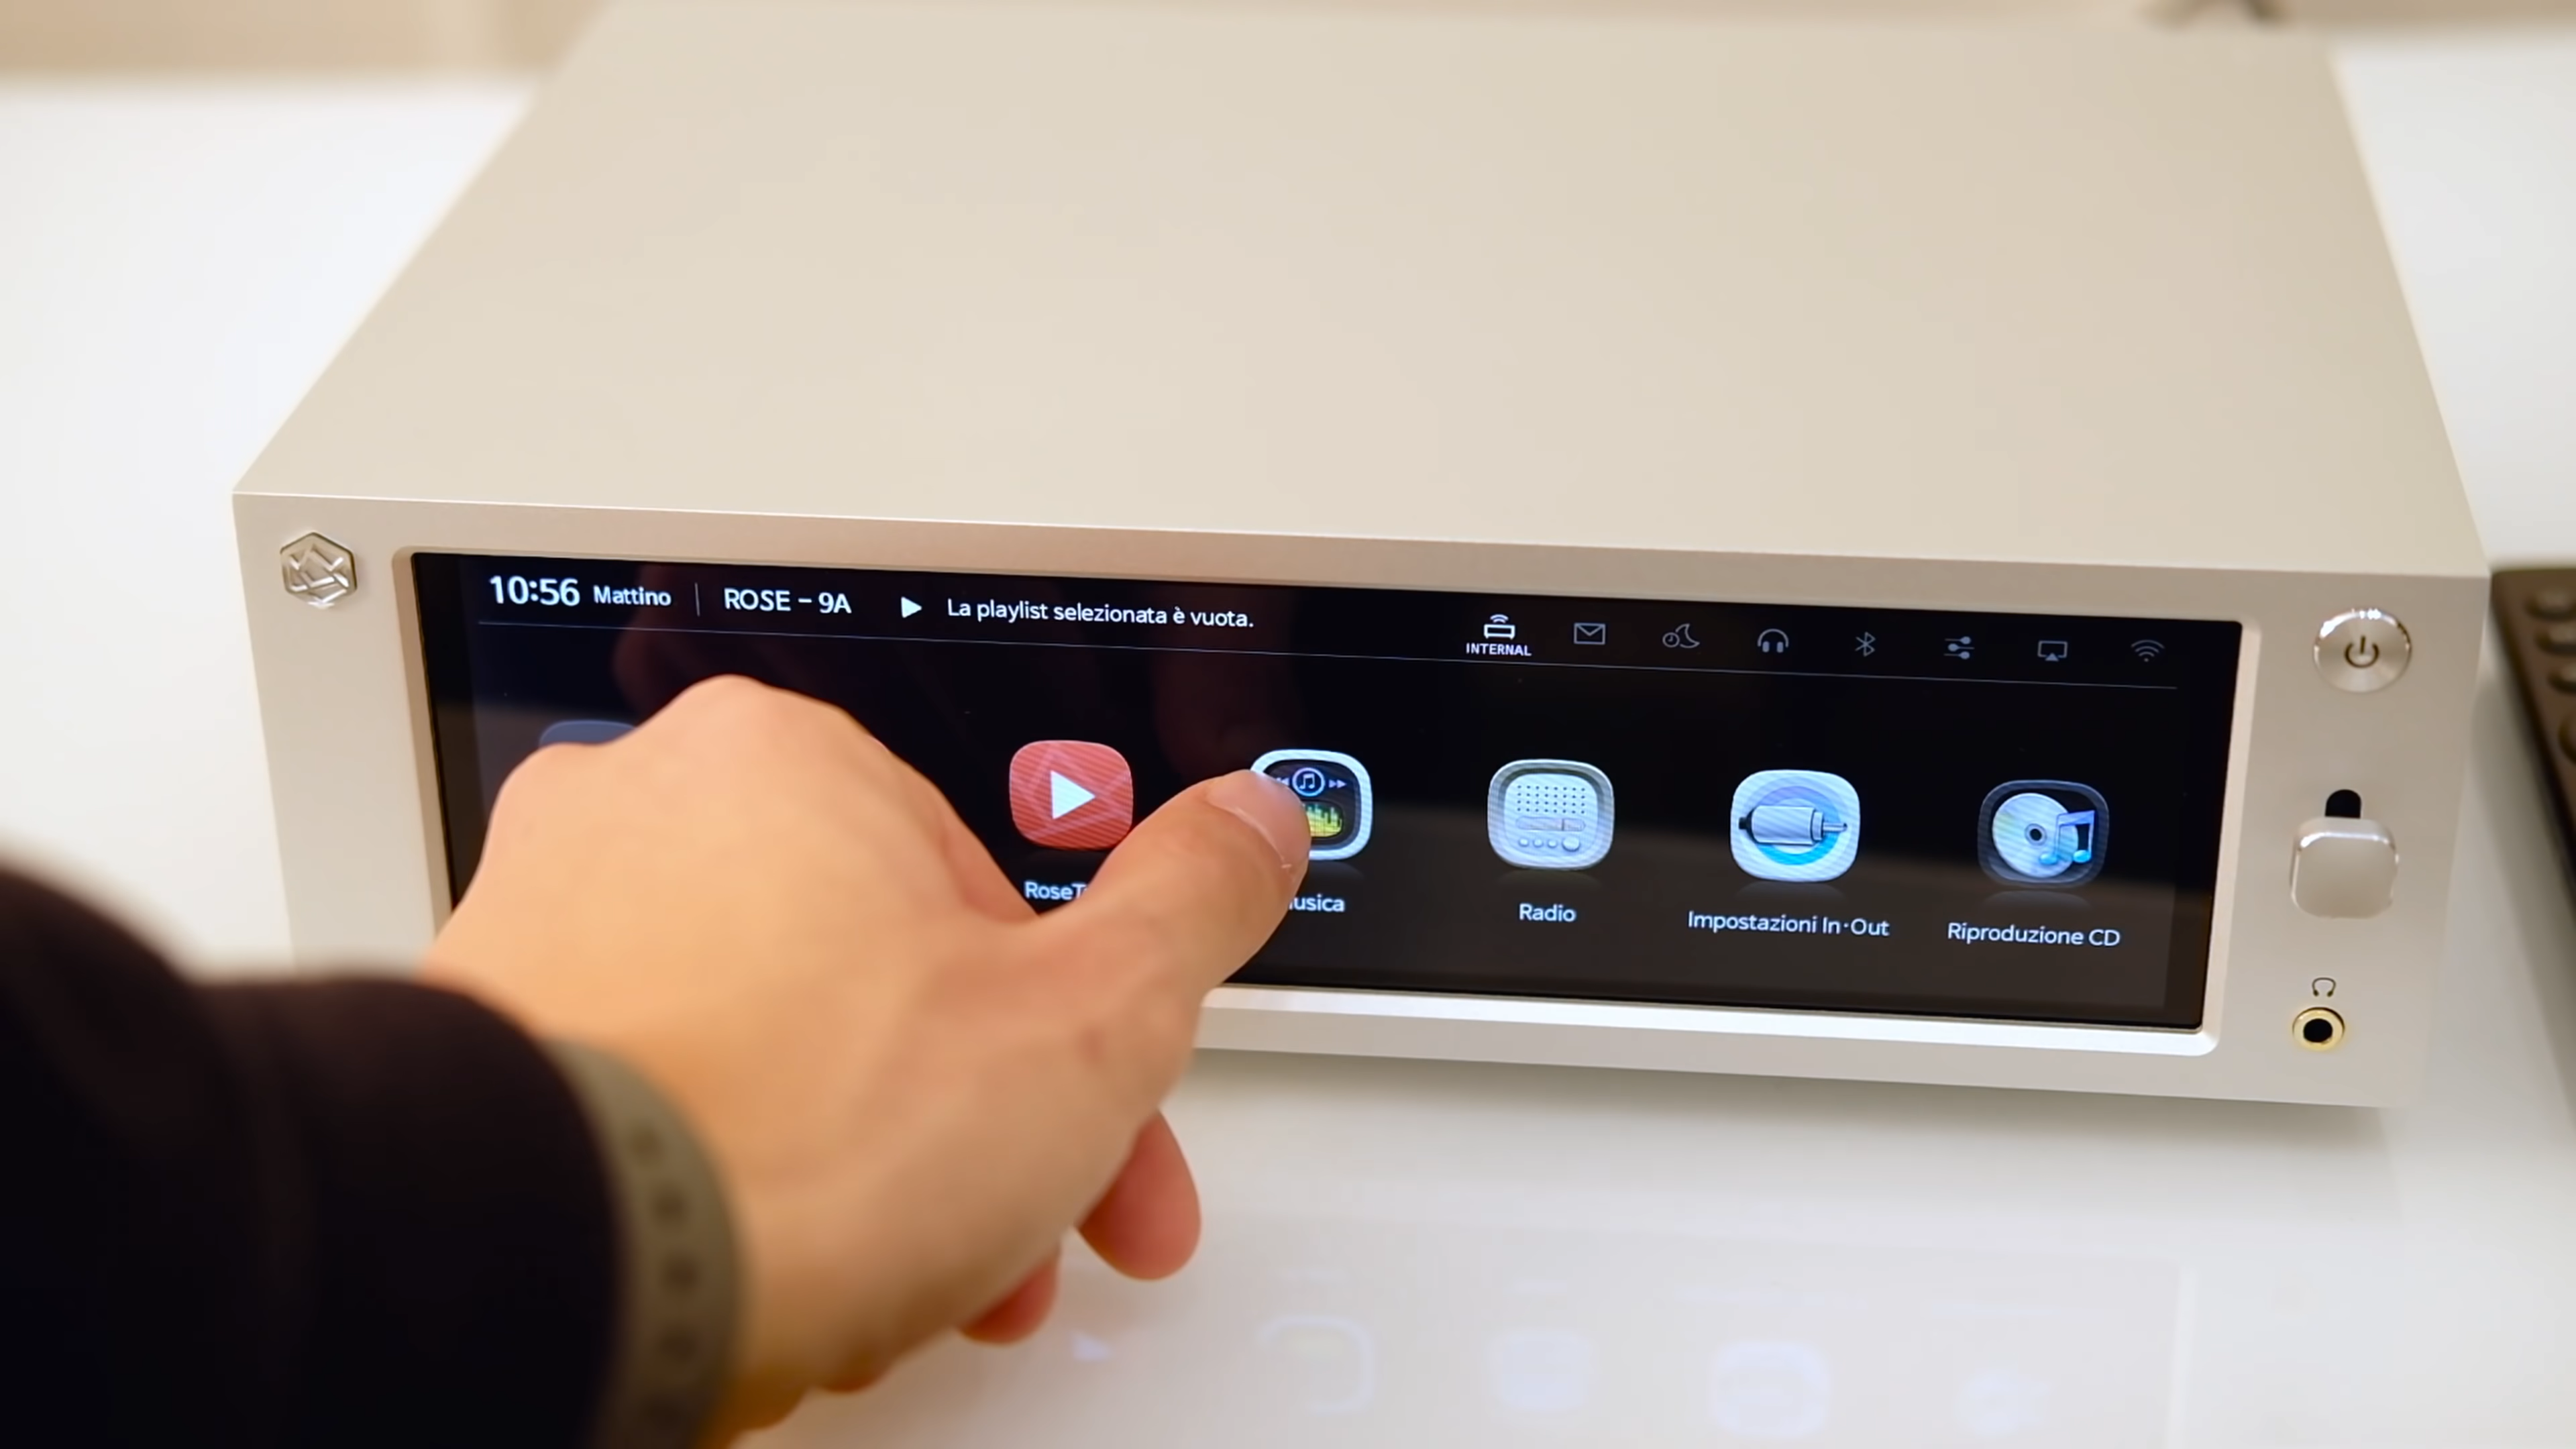 10:56 Mattino ROSE – 9A La playlist selezionata è vuota.
INTERNAL
Radio
Impostazioni In·Out
Riproduzione CD